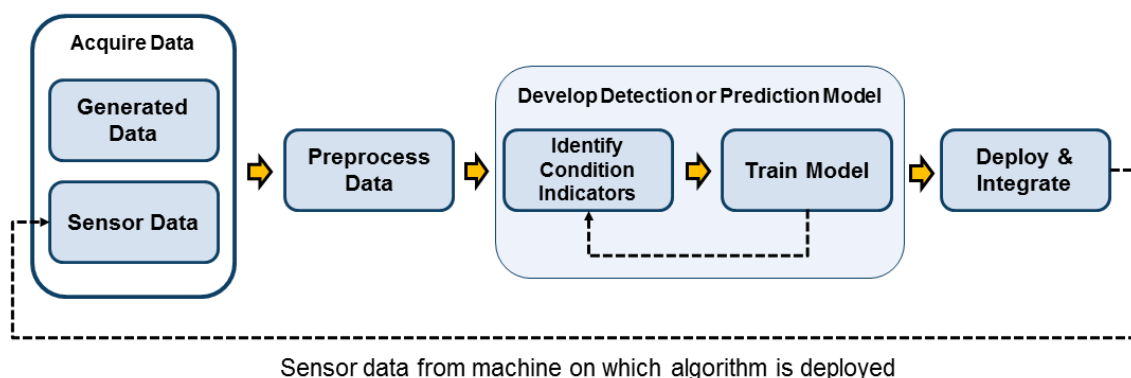 Acquire Data
Generated
Data
Sensor Data
Preprocess
Data
Develop Detection or Prediction Model
Identify
Condition
Indicators
Train Model
Deploy &
Integrate
Sensor data from machine on which algorithm is deployed